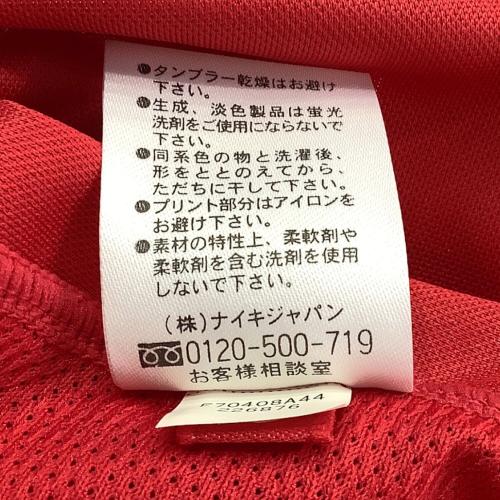 ●タンブラー乾燥はお避け
下さい。
●生成、淡色製品は蛍光
洗剤をご使用にならないで
下さい。
●同系色の物と洗濯後、
形をととのえてから、
ただちに干して下さい。
●プリント部分はアイロンを
お避け下さい。
●素材の特性上、柔軟剤や
柔軟剤を含む洗剤を使用
しないで下さい。
(株)ナイキジャパン
0120-500-719
お客様相談室
F70408A44
226876